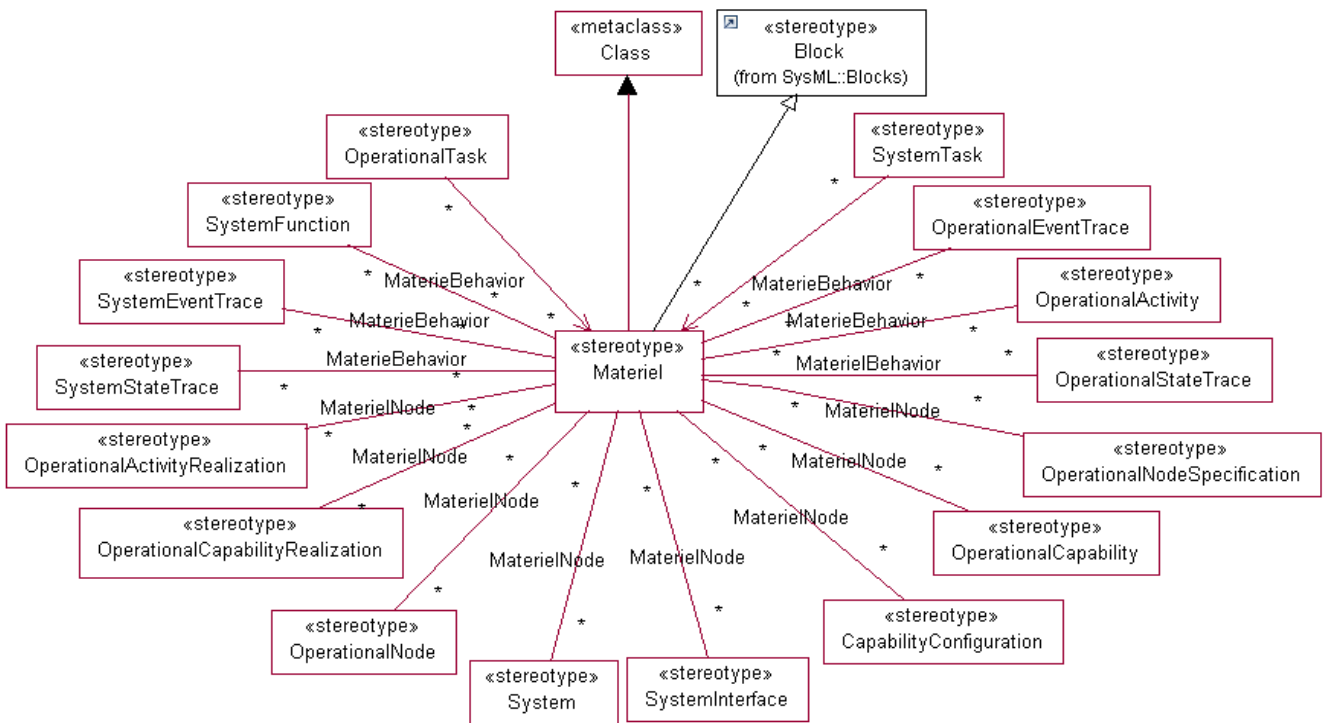 «metaclass»
Class
«stereotype»
Block
(from SysML::Blocks)
«stereotype»
OperationalTask
«stereotype»
SystemTask
«stereotype»
SystemFunction
«stereotype»
OperationalEventTrace
«stereotype»
SystemEventTrace
«stereotype»
OperationalActivity
«stereotype»
SystemStateTrace
«stereotype»
OperationalStateTrace
«stereotype»
Materiel
MaterieBehavior
MaterieBehavior
MaterieBehavior
MaterieBehavior
MaterieBehavior
MaterielBehavior
MaterielNode
MaterielNode
MaterielNode
MaterielNode
MaterielNode
MaterielNode
MaterielNode
MaterielNode
«stereotype»
OperationalActivityRealization
«stereotype»
OperationalNodeSpecification
«stereotype»
OperationalCapabilityRealization
«stereotype»
OperationalCapability
«stereotype»
OperationalNode
«stereotype»
CapabilityConfiguration
«stereotype»
System
«stereotype»
SystemInterface